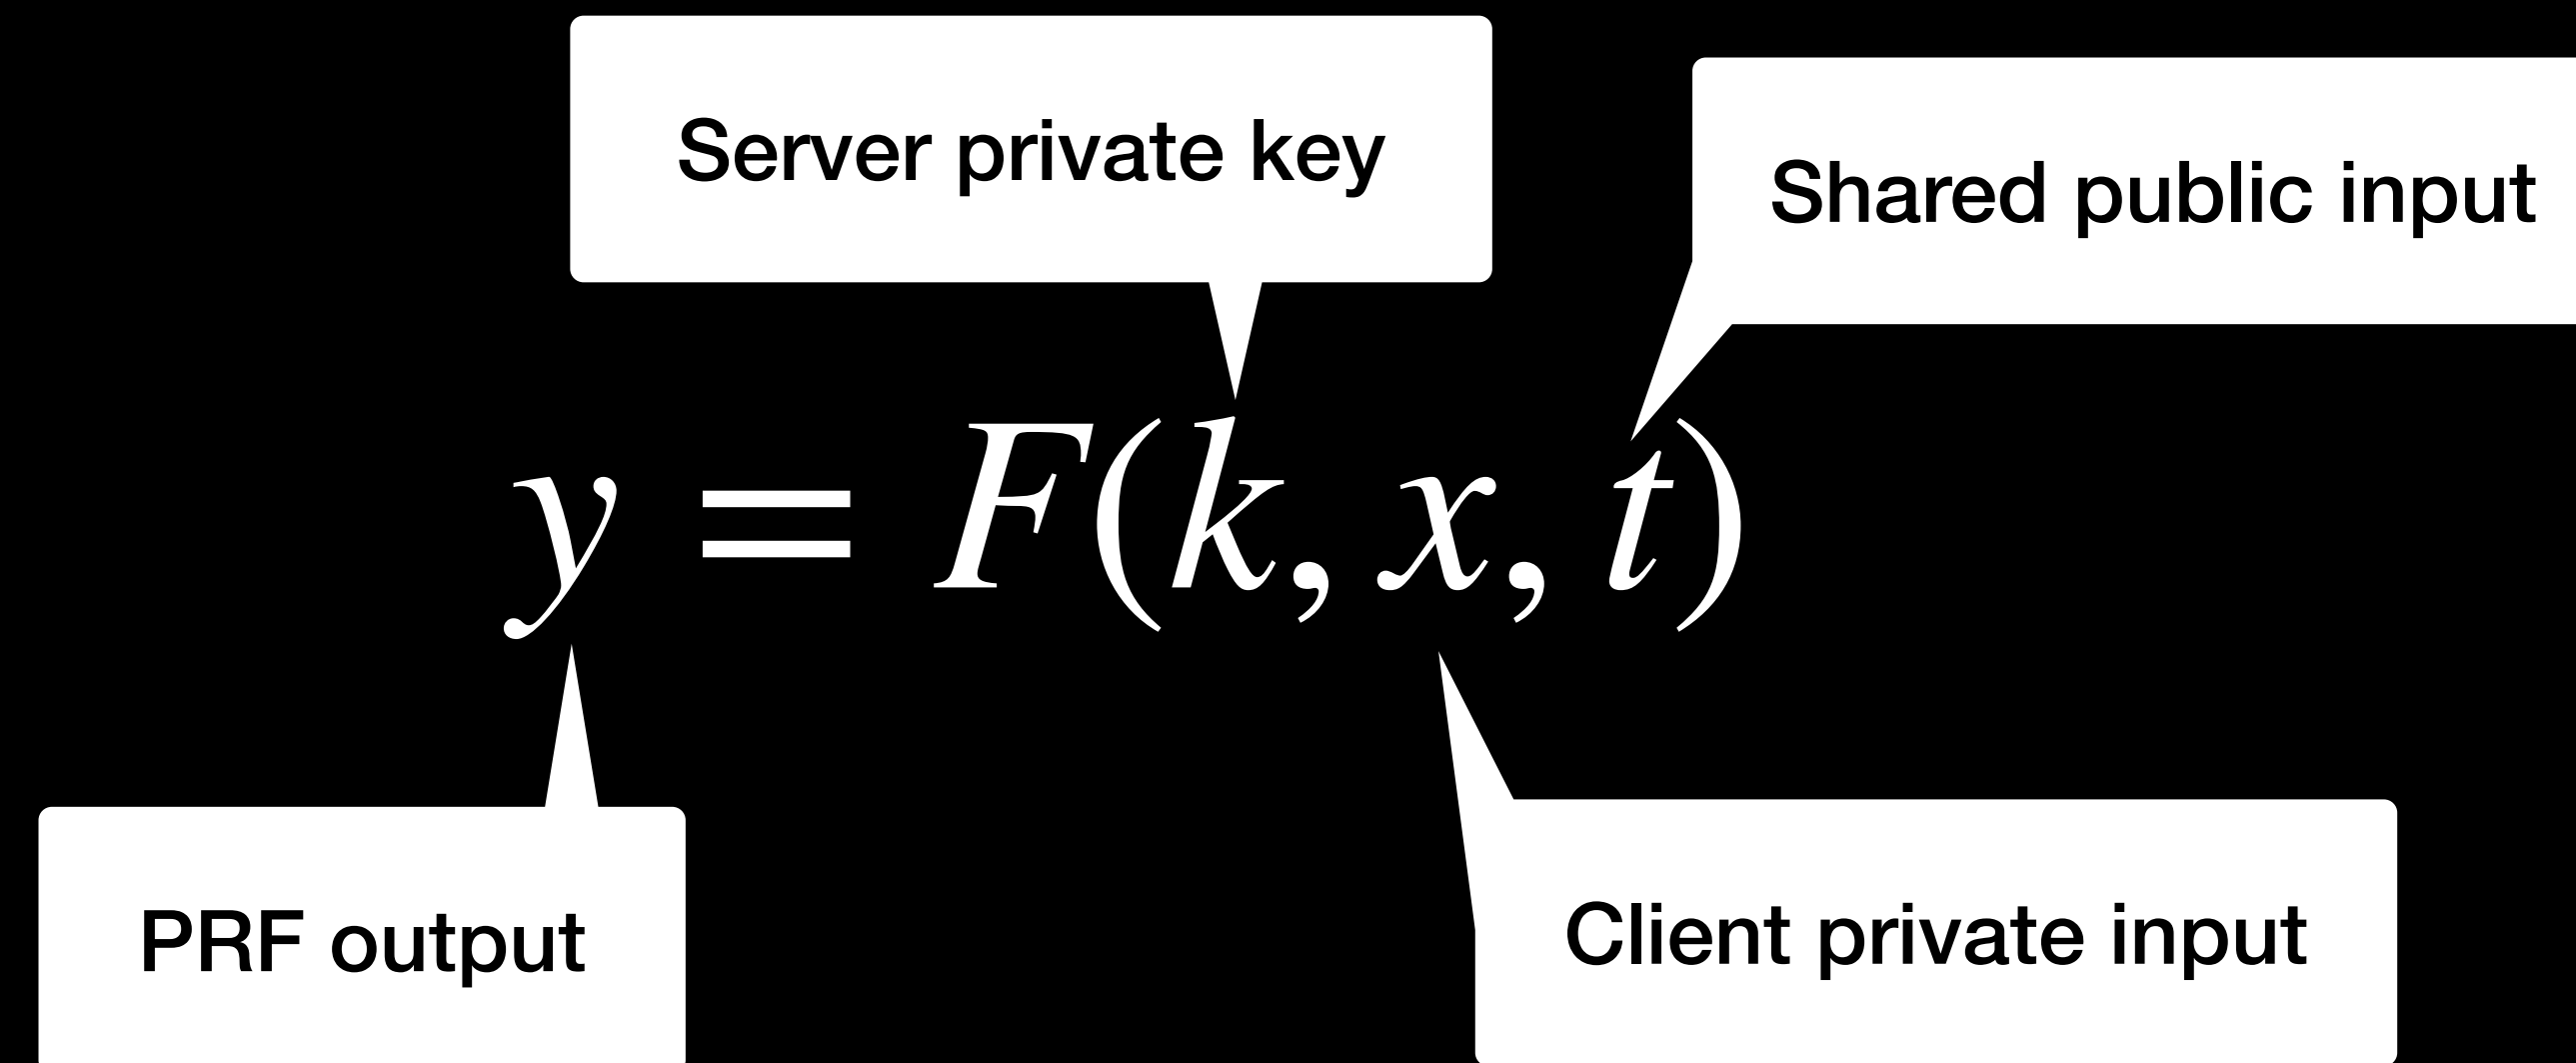 Server private key
Shared public input
y = F(k, x, t)
PRF output
Client private input